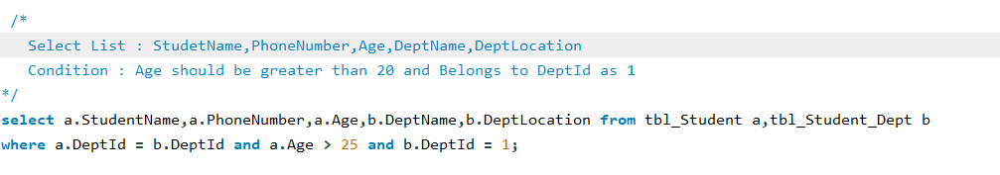 /*
Select List : StudetName,PhoneNumber,Age,DeptName,DeptLocation
Condition : Age should be greater than 20 and Belongs to DeptId as 1
*/
select a.StudentName,a.PhoneNumber,a.Age,b.DeptName,b.DeptLocation from tbl_Student a,tbl_Student_Dept b
where a.DeptId = b.DeptId and a.Age > 25 and b.DeptId = 1;